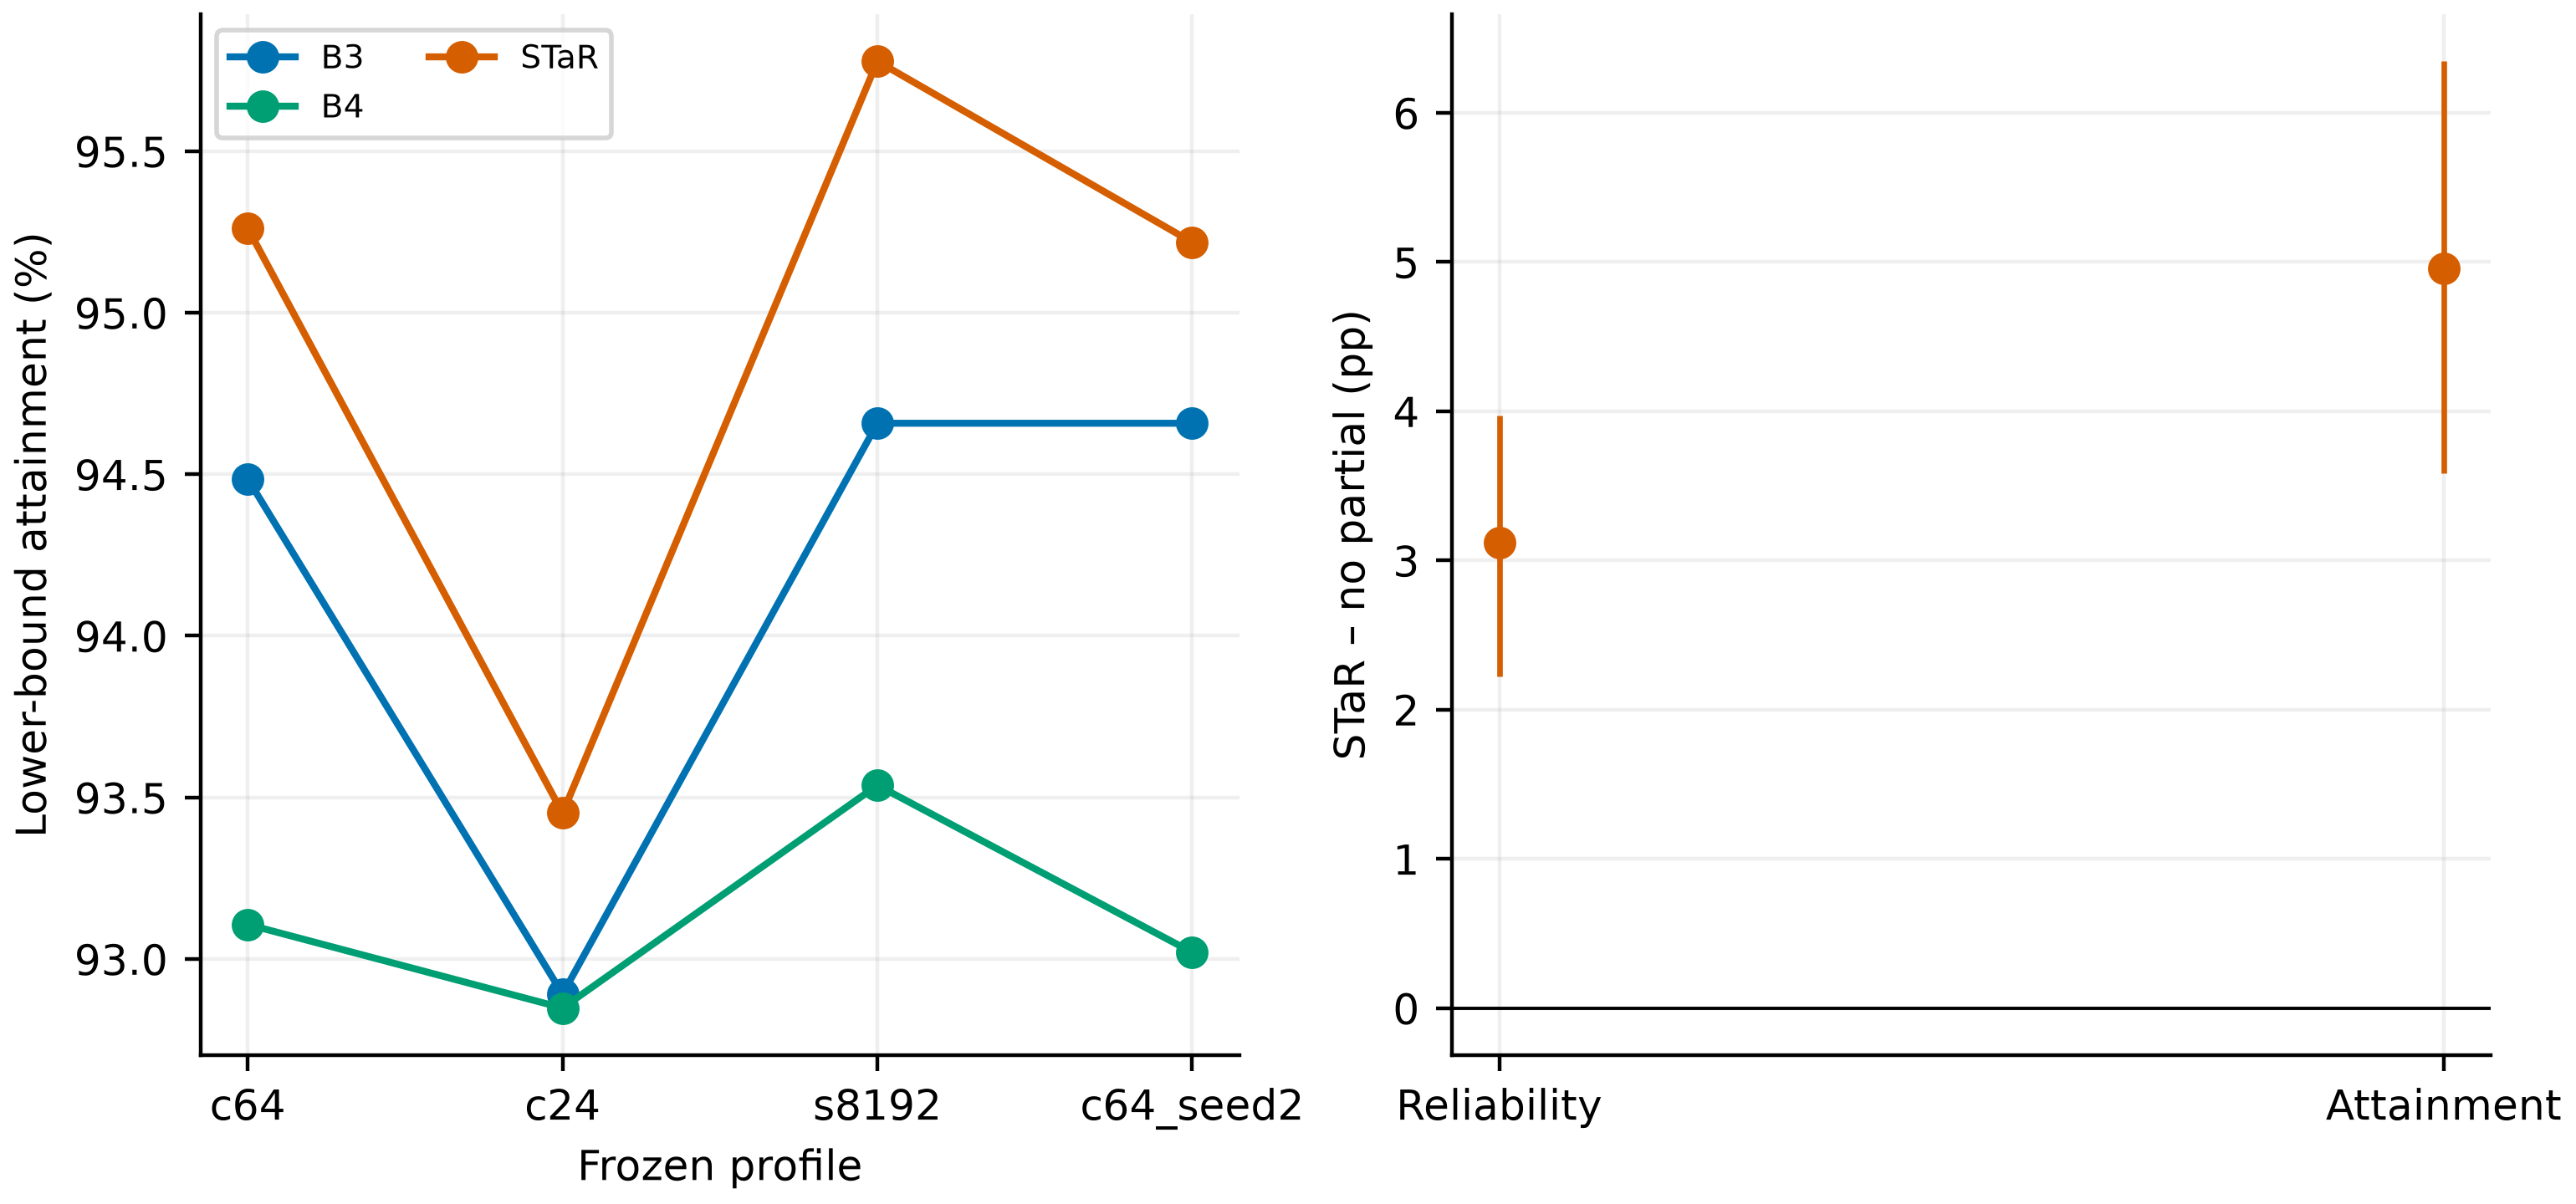 B3
STaR
B4
Lower-bound attainment (%)
95.5
95.0
94.5
94.0
93.5
93.0
c64
c24
s8192
c64_seed2
Frozen profile
STaR – no partial (pp)
6
5
4
3
2
1
0
Reliability
Attainment